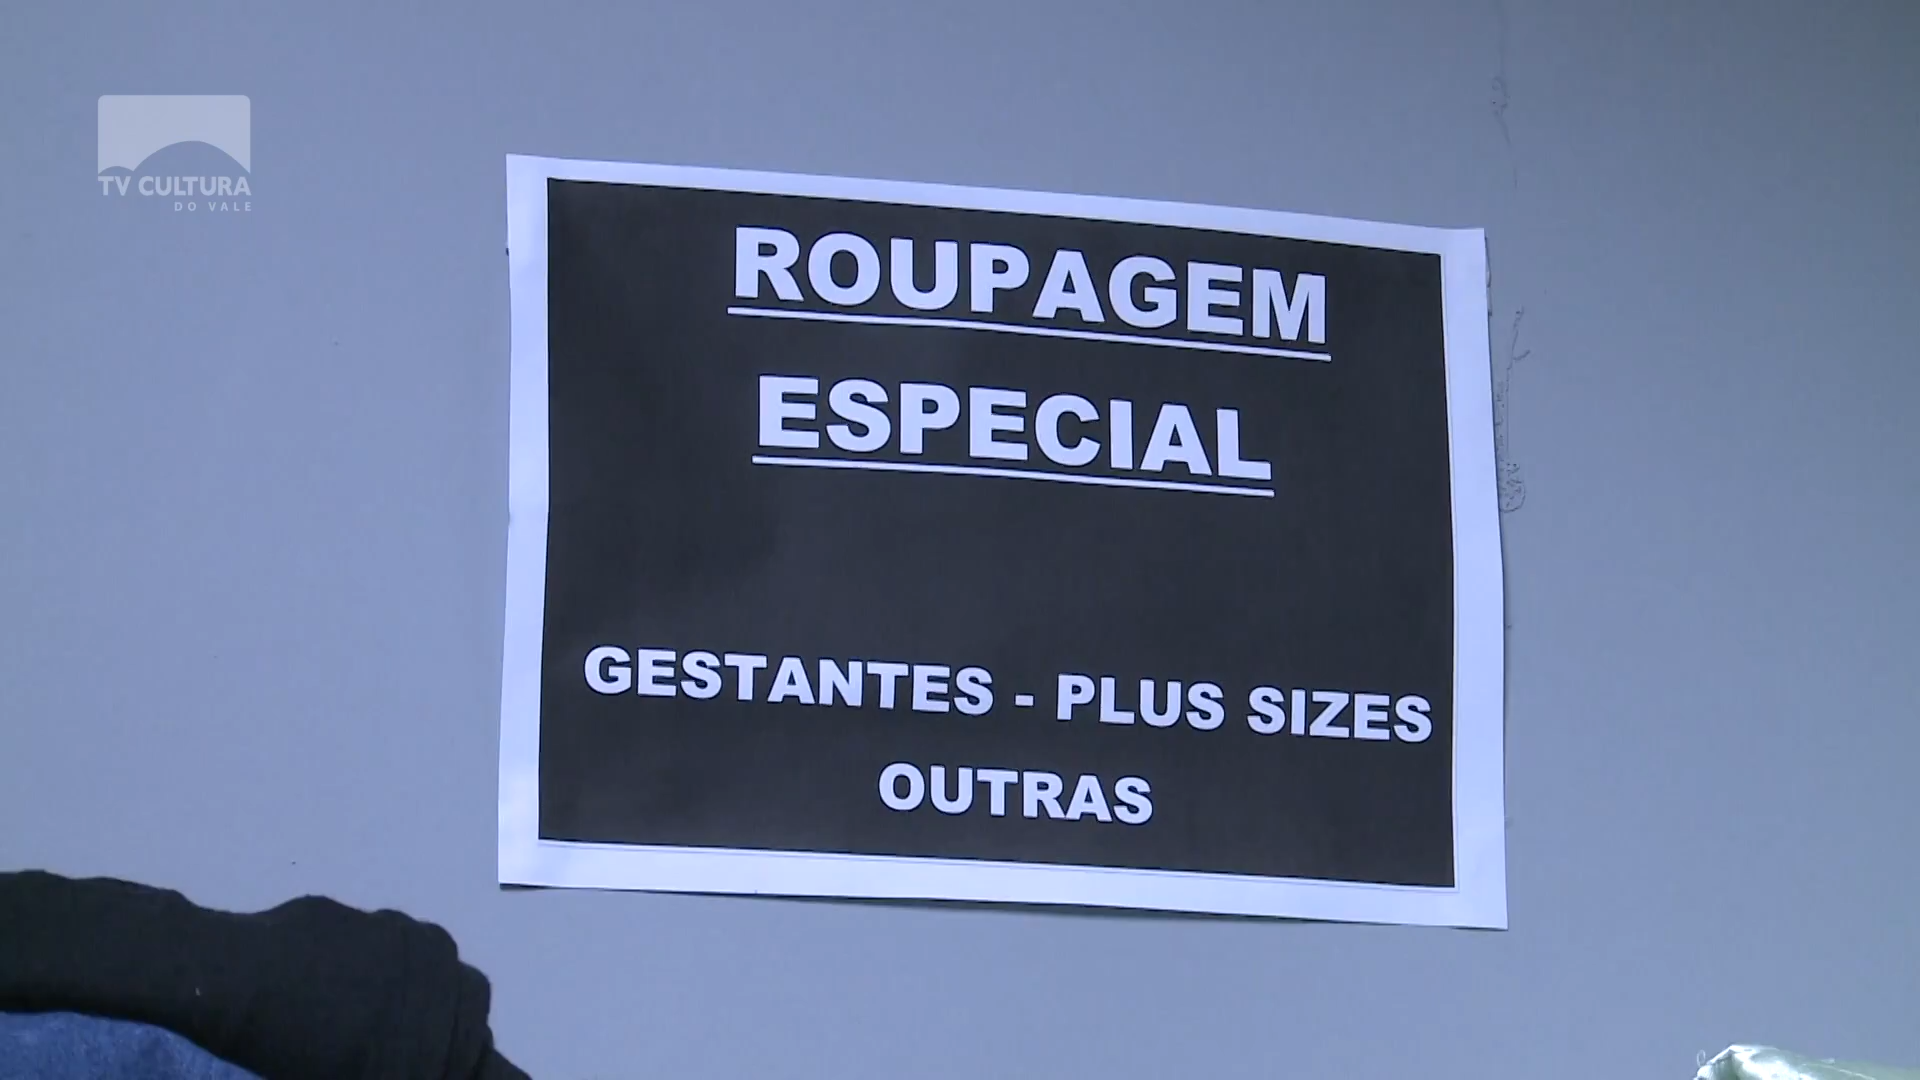 TV CULTURA
DO VALE
ROUPAGEM
ESPECIAL
GESTANTES - PLUS SIZES
OUTRAS